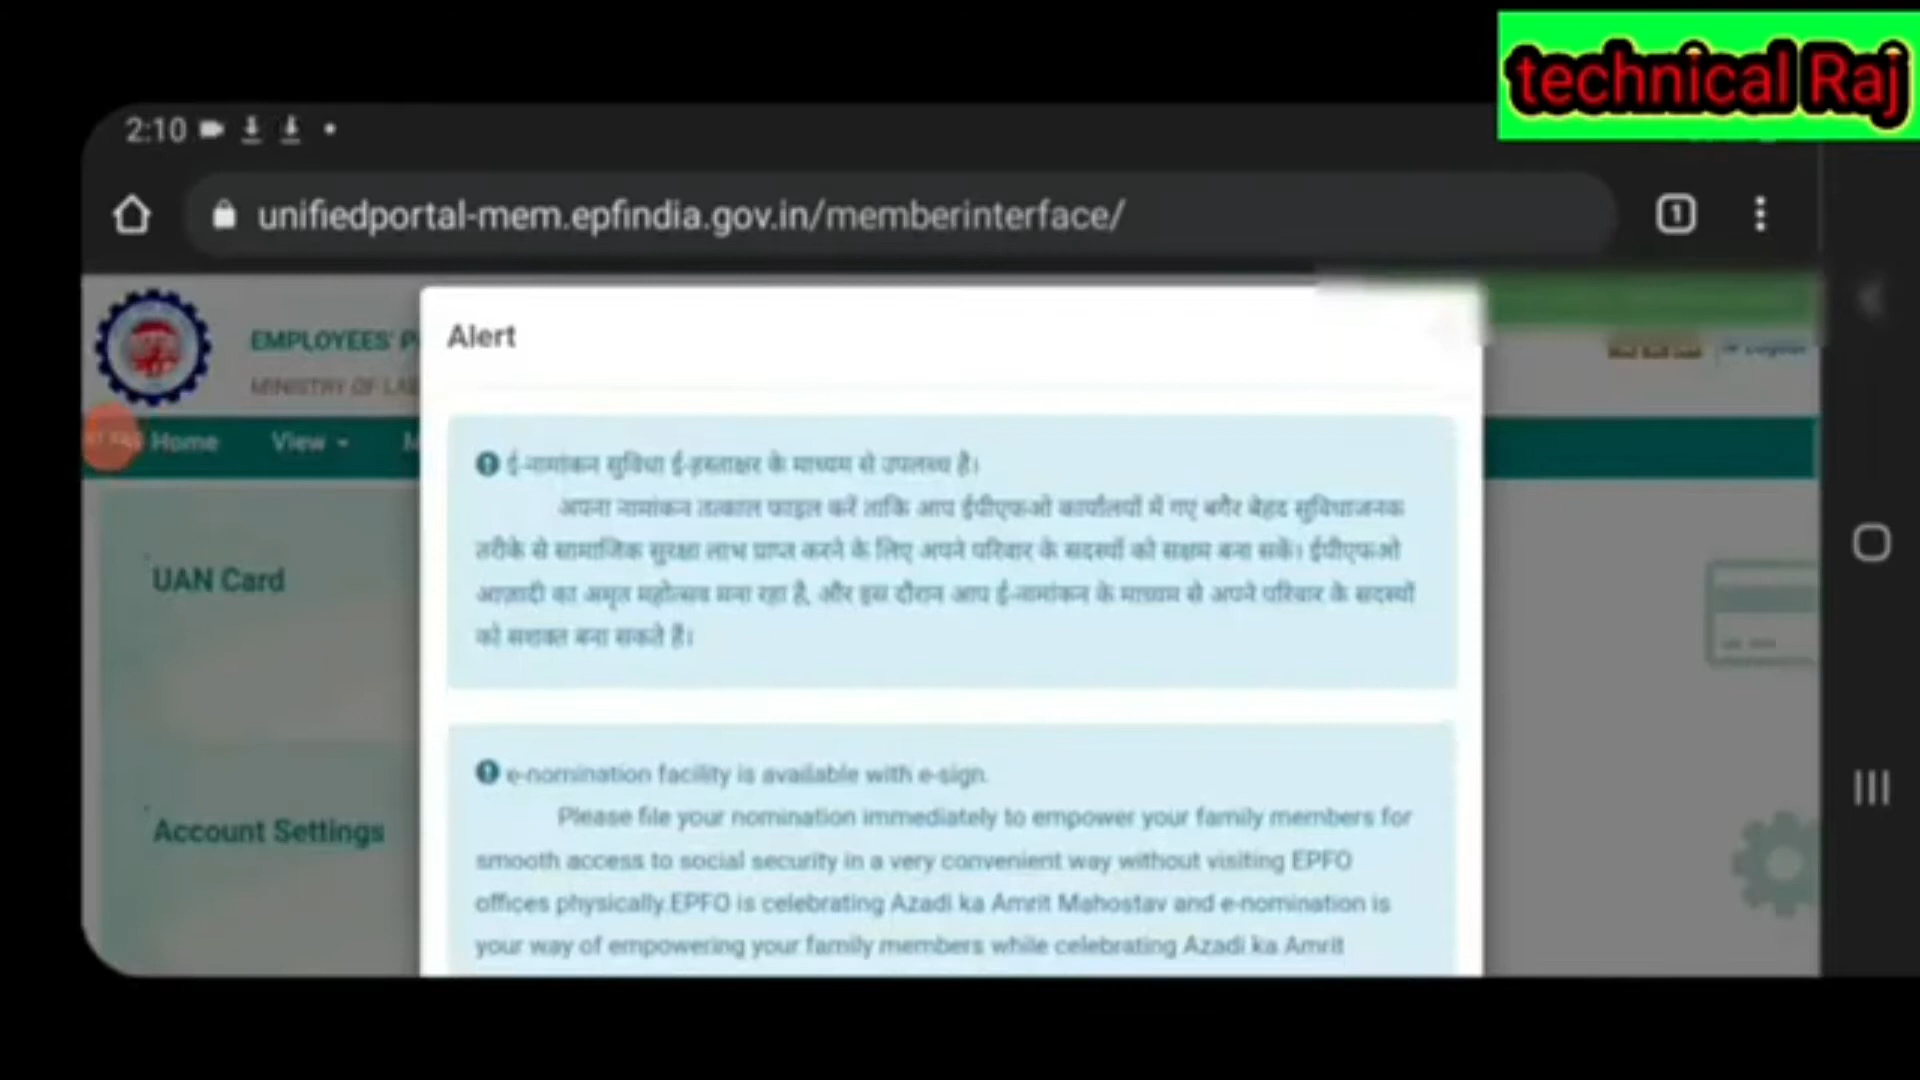 technical Raj
2:10
unifiedportal-mem.epfindia.gov.in/memberinterface/
1
EMPLOYEES' P
MINISTRY OF LAB
Alert
Home
View
M
ई-नामांकन सुविधा ई-हस्ताक्षर के माध्यम से उपलब्ध है।
अपना नामांकन तत्काल फाइल करें ताकि आप ईपीएफओ कार्यालयों में गए बगैर बेहद सुविधाजनक
तरीके से सामाजिक सुरक्षा लाभ प्राप्त करने के लिए अपने परिवार के सदस्यों को सक्षम बना सकें। ईपीएफओ
आज़ादी का अमृत महोत्सव मना रहा है, और इस दौरान आप ई-नामांकन के माध्यम से अपने परिवार के सदस्यों
को सशक्त बना सकते हैं।
UAN Card
e-nomination facility is available with e-sign.
Please file your nomination immediately to empower your family members for
smooth access to social security in a very convenient way without visiting EPFO
offices physically.EPFO is celebrating Azadi ka Amrit Mahostav and e-nomination is
your way of empowering your family members while celebrating Azadi ka Amrit
Account Settings